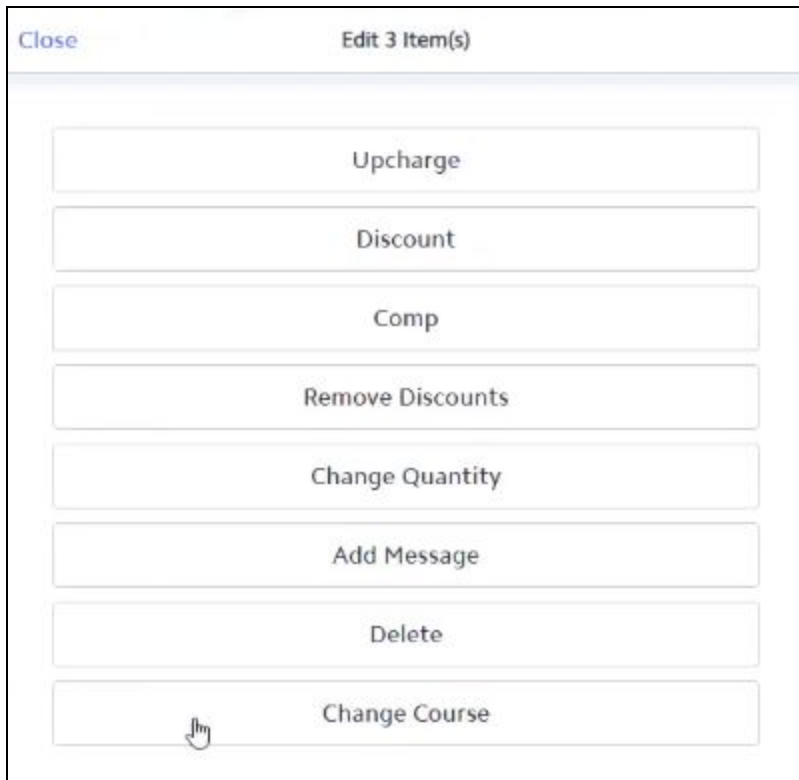 Close Edit 3 Item(s)
Upcharge
Discount
Comp
Remove Discounts
Change Quantity
Add Message
Delete
Change Course